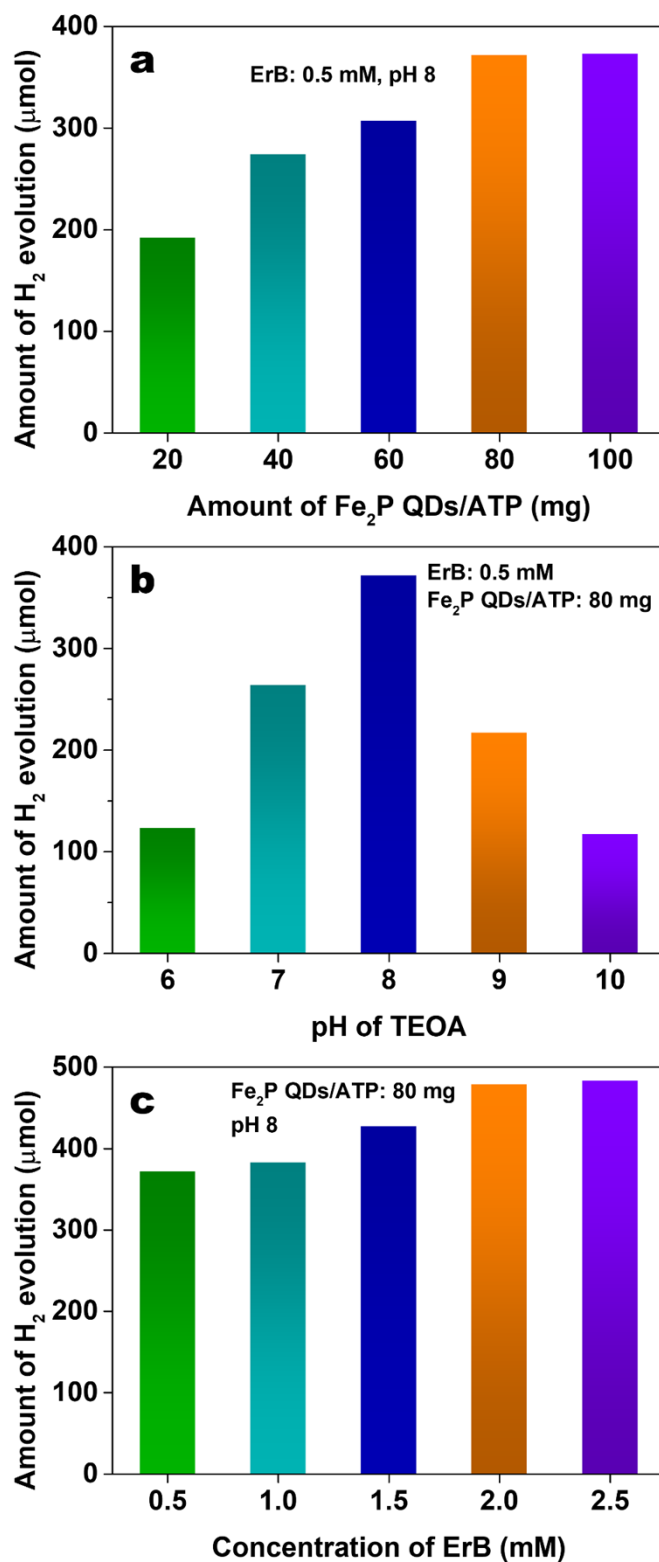 a
ErB: 0.5 mM, pH 8
Amount of H₂ evolution (μmol)
400
300
200
100
0
20 40 60 80 100
Amount of Fe₂P QDs/ATP (mg)
b
ErB: 0.5 mM
Fe₂P QDs/ATP: 80 mg
Amount of H₂ evolution (μmol)
400
300
200
100
0
6 7 8 9 10
pH of TEOA
c
Fe₂P QDs/ATP: 80 mg
pH 8
Amount of H₂ evolution (μmol)
500
400
300
200
100
0
0.5 1.0 1.5 2.0 2.5
Concentration of ErB (mM)